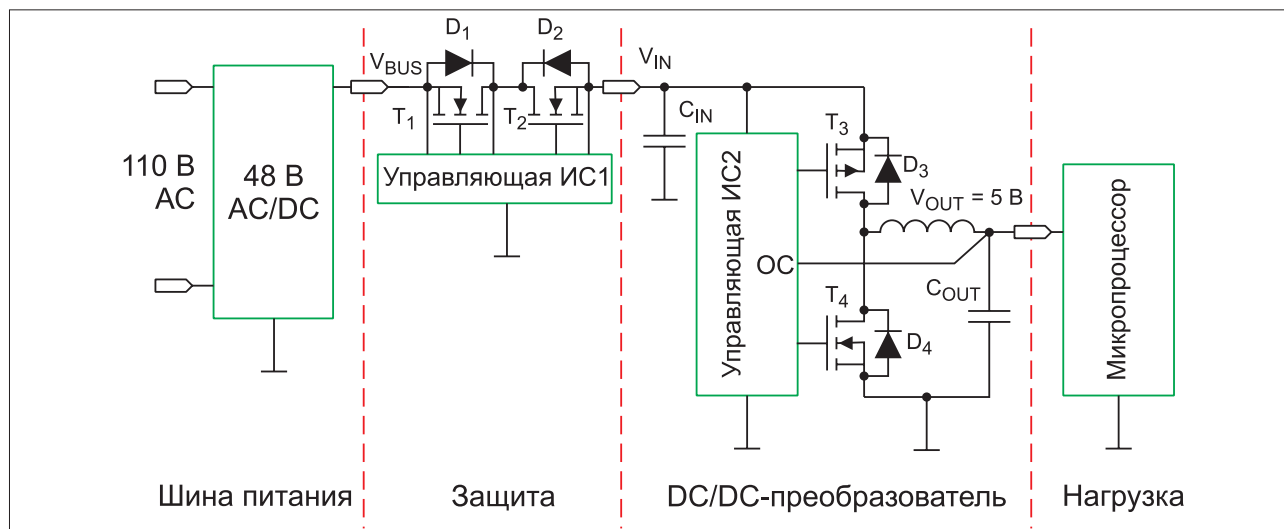 D1
D2
VBUS
VIN
T1
T2
CIN
T3
110 В
AC
48 В
AC/DC
Управляющая ИС1
Управляющая ИС2
D3
VOUT = 5 В
ОС
T4
COUT
D4
Микропроцессор
Шина питания
Защита
DC/DC-преобразователь
Нагрузка